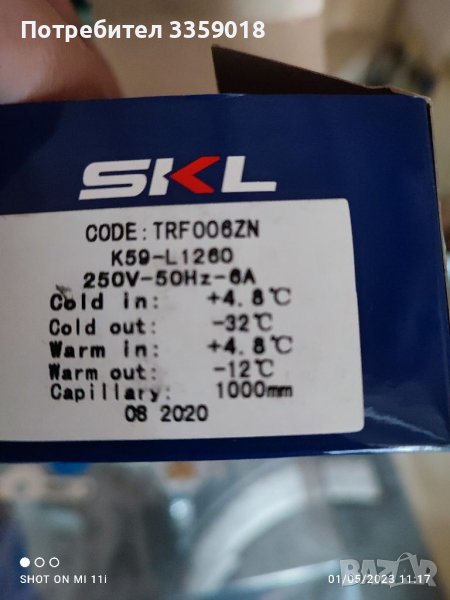 Потребител 3359018
SKL
CODE:TRF006ZN
K59-L1260
250V-50Hz-6A
Cold in: +4.8℃
Cold out: -32℃
Warm in: +4.8℃
Warm out: -12℃
Capillary: 1000mm
08 2020
SHOT ON MI 11i
01/05/2023 11:17
BAZAR